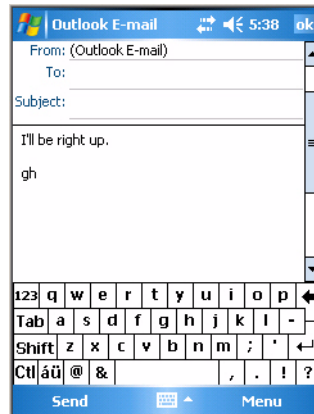 Outlook E-mail 5:38 ok
From: (Outlook E-mail)
To:
Subject:
I'll be right up.
gh
123 q w e r t y u i o p
Tab a s d f g h j k l -
Shift z x c v b n m ; '
Ctl áü @ & , . ! ?
Send Menu